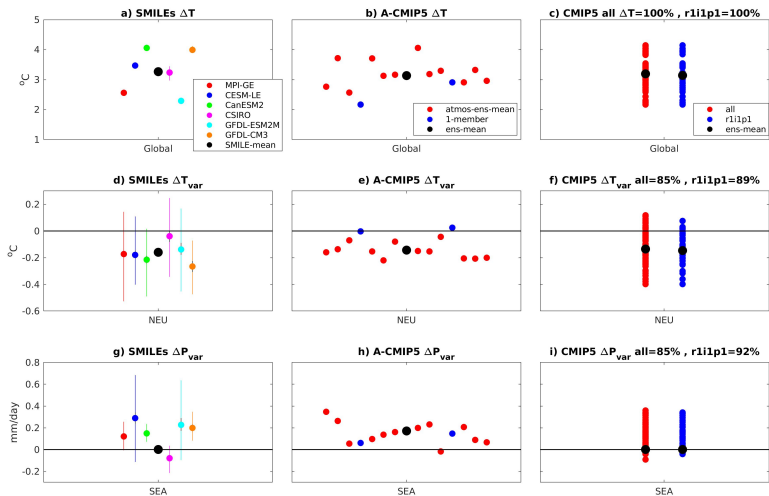 a) SMILEs ΔT
b) A-CMIP5 ΔT
c) CMIP5 all ΔT=100% , r1i1p1=100%
5
4
3
2
1
°C
Global
MPI-GE
CESM-LE
CanESM2
CSIRO
GFDL-ESM2M
GFDL-CM3
SMILE-mean
Global
atmos-ens-mean
1-member
ens-mean
Global
all
r1i1p1
ens-mean
d) SMILEs ΔTvar
e) A-CMIP5 ΔTvar
f) CMIP5 ΔTvar all=85% , r1i1p1=89%
0.2
0
-0.2
-0.4
-0.6
°C
NEU
NEU
NEU
g) SMILEs ΔPvar
h) A-CMIP5 ΔPvar
i) CMIP5 ΔPvar all=85% , r1i1p1=92%
0.8
0.6
0.4
0.2
0
-0.2
mm/day
SEA
SEA
SEA